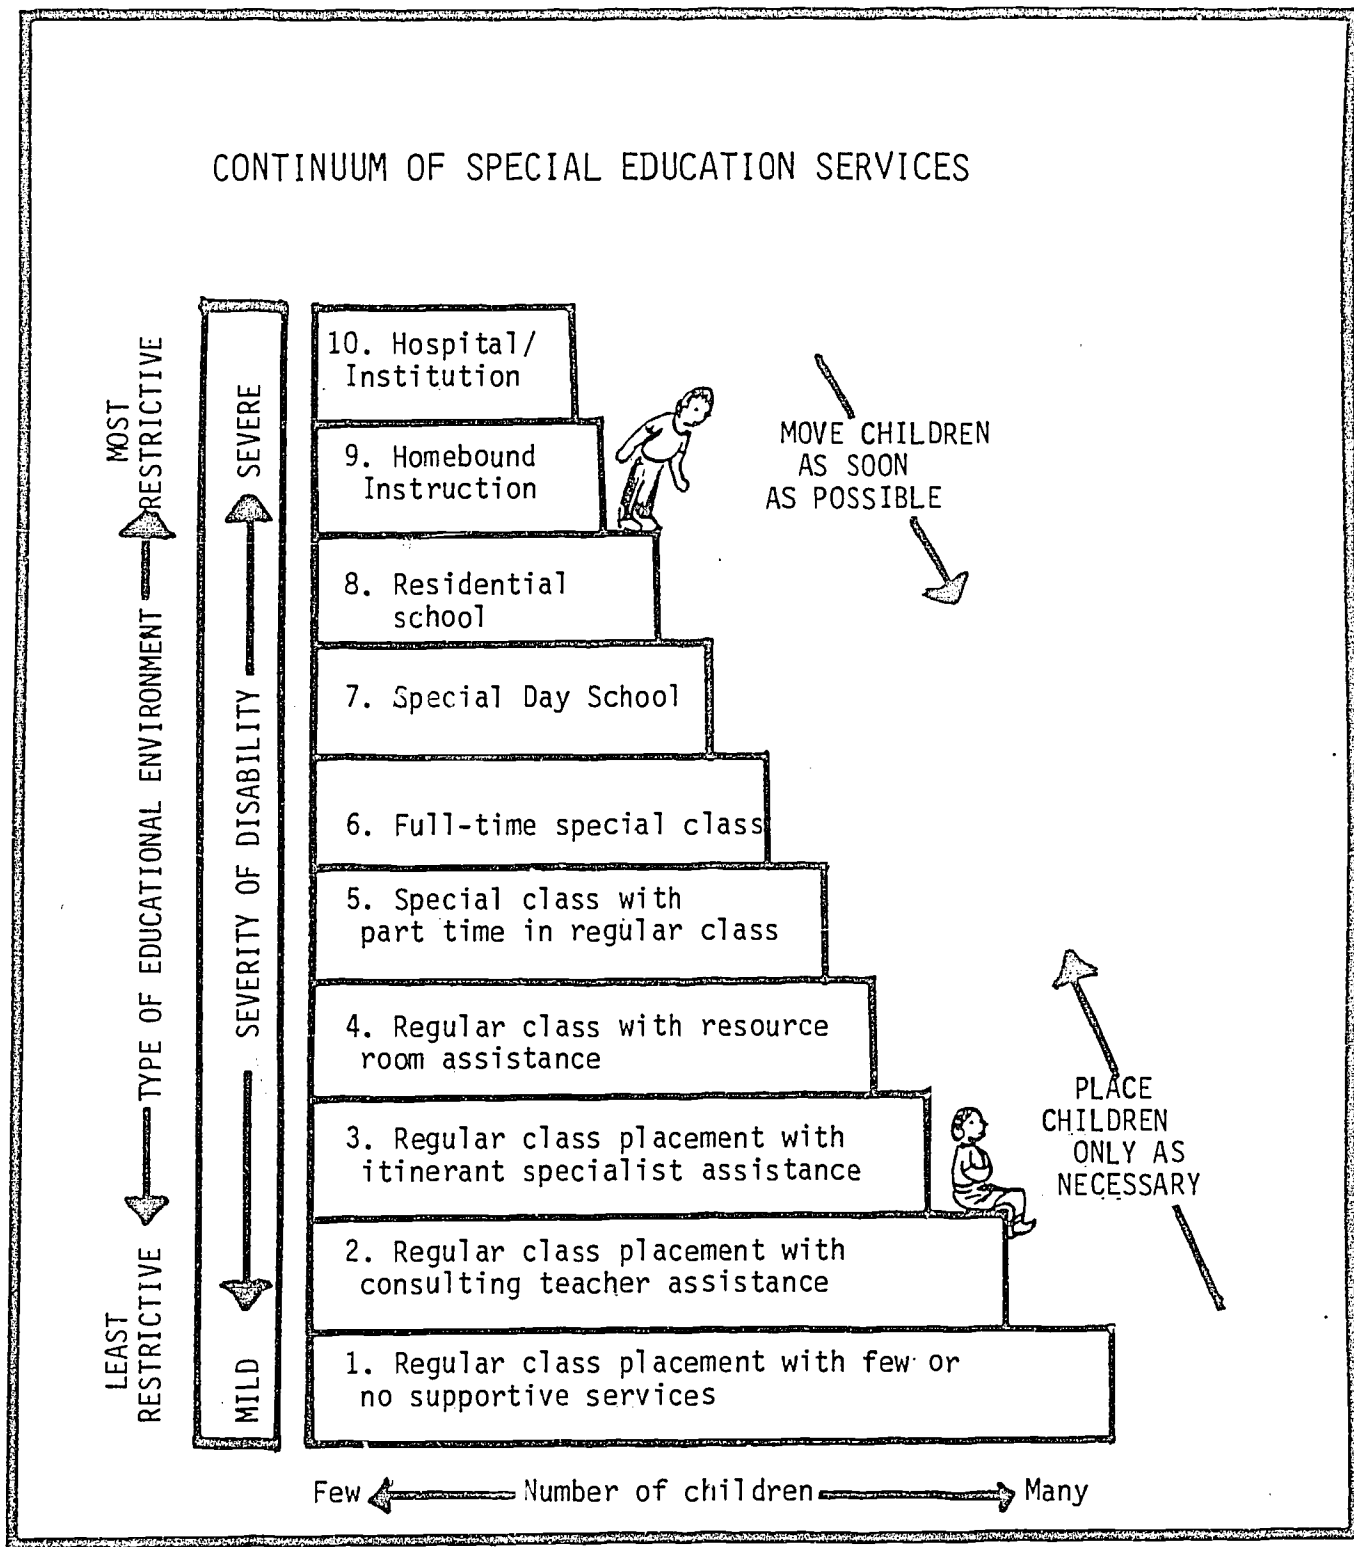 CONTINUUM OF SPECIAL EDUCATION SERVICES
MOST
RESTRICTIVE
TYPE OF EDUCATIONAL ENVIRONMENT
LEAST
RESTRICTIVE
SEVERE
SEVERITY OF DISABILITY
MILD
10. Hospital/
Institution
9. Homebound
Instruction
8. Residential
school
7. Special Day School
6. Full-time special class
5. Special class with
part time in regular class
4. Regular class with resource
room assistance
3. Regular class placement with
itinerant specialist assistance
2. Regular class placement with
consulting teacher assistance
1. Regular class placement with few or
no supportive services
MOVE CHILDREN
AS SOON
AS POSSIBLE
PLACE
CHILDREN
ONLY AS
NECESSARY
Few Number of children Many